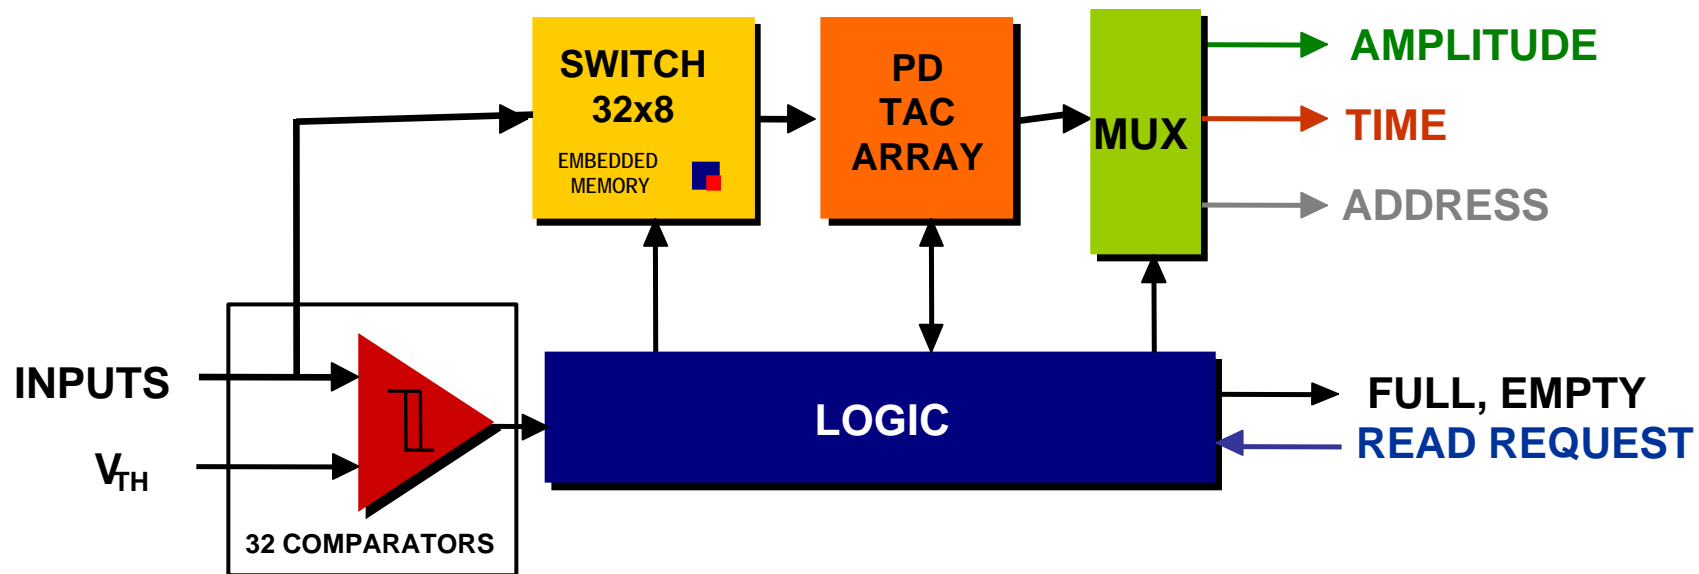 SWITCH
32x8
EMBEDDED
MEMORY
PD
TAC
ARRAY
MUX
AMPLITUDE
TIME
ADDRESS
INPUTS
VTH
32 COMPARATORS
LOGIC
FULL, EMPTY
READ REQUEST